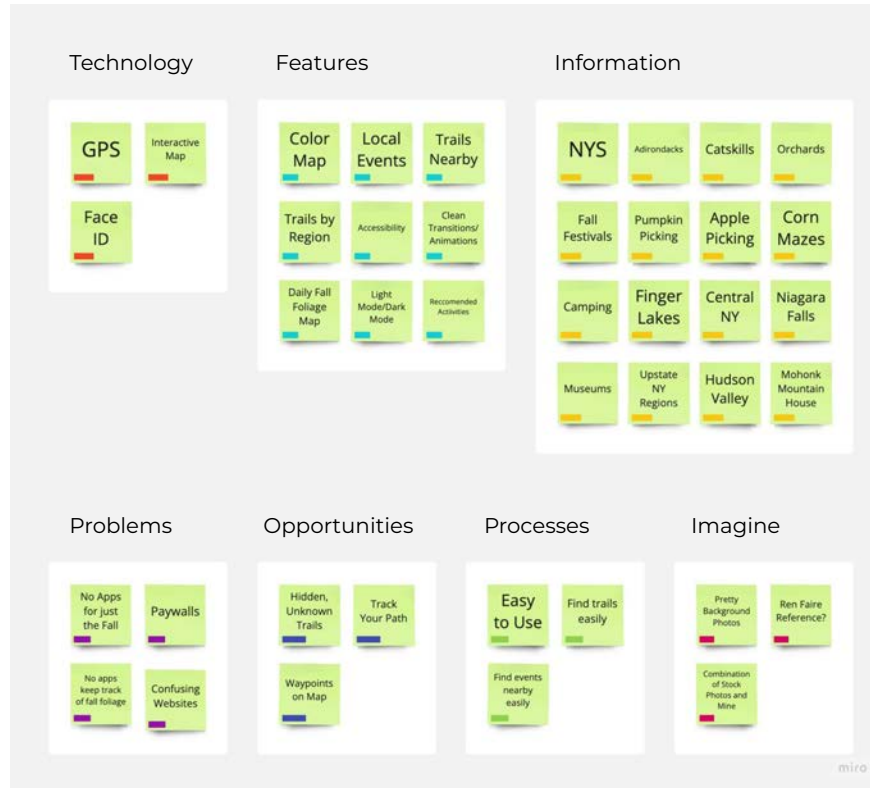 Technology
Features
Information
GPS
Interactive
Map
Face
ID
Color
Map
Local
Events
Trails
Nearby
Trails by
Region
Accessibility
Clean
Transitions/
Animations
Daily Fall
Foliage
Map
Light
Mode/Dark
Mode
Reccomended
Activities
NYS
Adirondacks
Catskills
Orchards
Fall
Festivals
Pumpkin
Picking
Apple
Picking
Corn
Mazes
Camping
Finger
Lakes
Central
NY
Niagara
Falls
Museums
Upstate
NY
Regions
Hudson
Valley
Mohonk
Mountain
House
Problems
Opportunities
Processes
Imagine
No Apps
for just
the Fall
Paywalls
No apps
keep track
of fall foliage
Confusing
Websites
Hidden,
Unknown
Trails
Track
Your Path
Waypoints
on Map
Easy
to Use
Find trails
easily
Find events
nearby
easily
Pretty
Background
Photos
Ren Faire
Reference?
Combination
of Stock
Photos and
Mine
miro